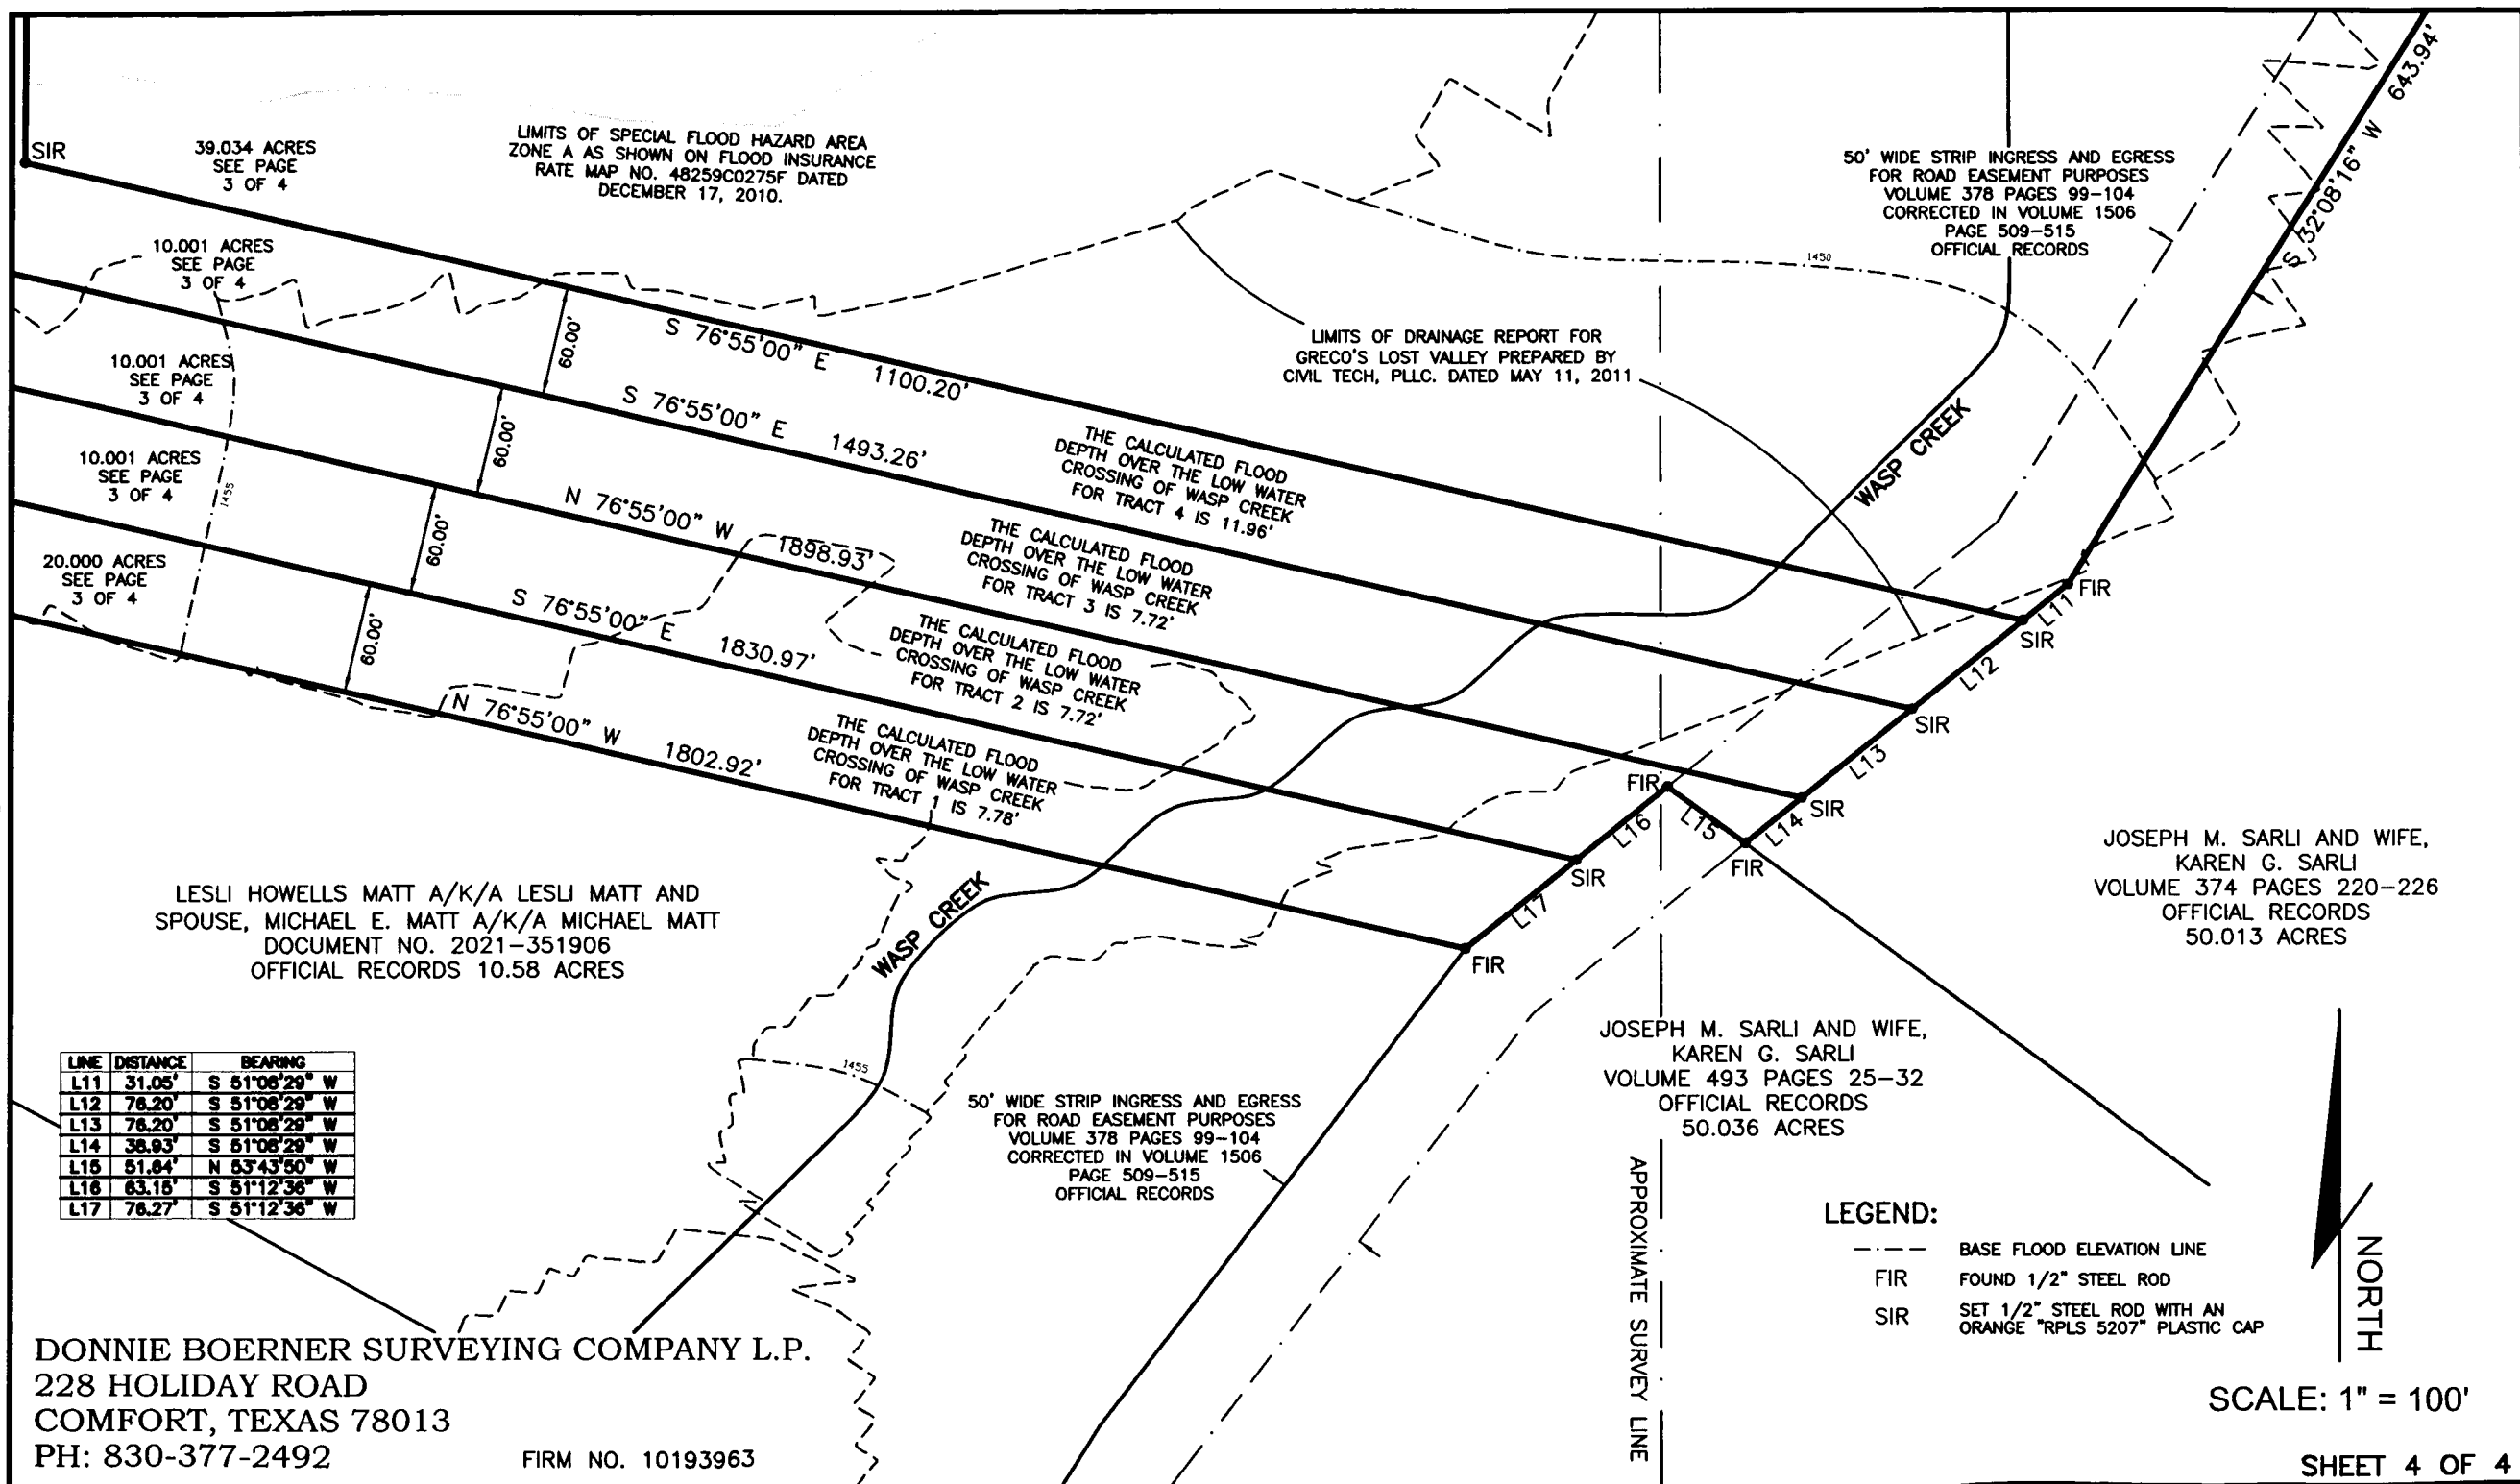 SIR
39.034 ACRES
SEE PAGE
3 OF 4
LIMITS OF SPECIAL FLOOD HAZARD AREA
ZONE A AS SHOWN ON FLOOD INSURANCE
RATE MAP NO. 48259C0275F DATED
DECEMBER 17, 2010.
50' WIDE STRIP INGRESS AND EGRESS
FOR ROAD EASEMENT PURPOSES
VOLUME 378 PAGES 99-104
CORRECTED IN VOLUME 1506
PAGE 509-515
OFFICIAL RECORDS
S 32°08'16" W 643.94'
1450
10.001 ACRES
SEE PAGE
3 OF 4
10.001 ACRES
SEE PAGE
3 OF 4
10.001 ACRES
SEE PAGE
3 OF 4
1455
20.000 ACRES
SEE PAGE
3 OF 4
60.00'
60.00'
60.00'
60.00'
S 76°55'00" E 1100.20'
S 76°55'00" E 1493.26'
N 76°55'00" W 1898.93'
S 76°55'00" E 1830.97'
N 76°55'00" W 1802.92'
LIMITS OF DRAINAGE REPORT FOR
GRECO'S LOST VALLEY PREPARED BY
CIVIL TECH, PLLC. DATED MAY 11, 2011
THE CALCULATED FLOOD
DEPTH OVER THE LOW WATER
CROSSING OF WASP CREEK
FOR TRACT 4 IS 11.96'
THE CALCULATED FLOOD
DEPTH OVER THE LOW WATER
CROSSING OF WASP CREEK
FOR TRACT 3 IS 7.72'
THE CALCULATED FLOOD
DEPTH OVER THE LOW WATER
CROSSING OF WASP CREEK
FOR TRACT 2 IS 7.72'
THE CALCULATED FLOOD
DEPTH OVER THE LOW WATER
CROSSING OF WASP CREEK
FOR TRACT 1 IS 7.78'
WASP CREEK
FIR
L11
SIR
L12
SIR
L13
SIR
L14
FIR
L15
FIR
L16
SIR
L17
FIR
LESLI HOWELLS MATT A/K/A LESLI MATT AND
SPOUSE, MICHAEL E. MATT A/K/A MICHAEL MATT
DOCUMENT NO. 2021-351906
OFFICIAL RECORDS 10.58 ACRES
WASP CREEK
JOSEPH M. SARLI AND WIFE,
KAREN G. SARLI
VOLUME 374 PAGES 220-226
OFFICIAL RECORDS
50.013 ACRES
JOSEPH M. SARLI AND WIFE,
KAREN G. SARLI
VOLUME 493 PAGES 25-32
OFFICIAL RECORDS
50.036 ACRES
LINE DISTANCE BEARING
L11 31.05' S 51°06'29" W
L12 76.20' S 51°06'29" W
L13 76.20' S 51°06'29" W
L14 38.93' S 51°06'29" W
L15 51.64' N 53°43'50" W
L16 63.15' S 51°12'36" W
L17 76.27' S 51°12'36" W
1455
50' WIDE STRIP INGRESS AND EGRESS
FOR ROAD EASEMENT PURPOSES
VOLUME 378 PAGES 99-104
CORRECTED IN VOLUME 1506
PAGE 509-515
OFFICIAL RECORDS
APPROXIMATE SURVEY LINE
LEGEND:
BASE FLOOD ELEVATION LINE
FIR FOUND 1/2" STEEL ROD
SIR SET 1/2" STEEL ROD WITH AN
ORANGE "RPLS 5207" PLASTIC CAP
NORTH
DONNIE BOERNER SURVEYING COMPANY L.P.
228 HOLIDAY ROAD
COMFORT, TEXAS 78013
PH: 830-377-2492
FIRM NO. 10193963
SCALE: 1" = 100'
SHEET 4 OF 4